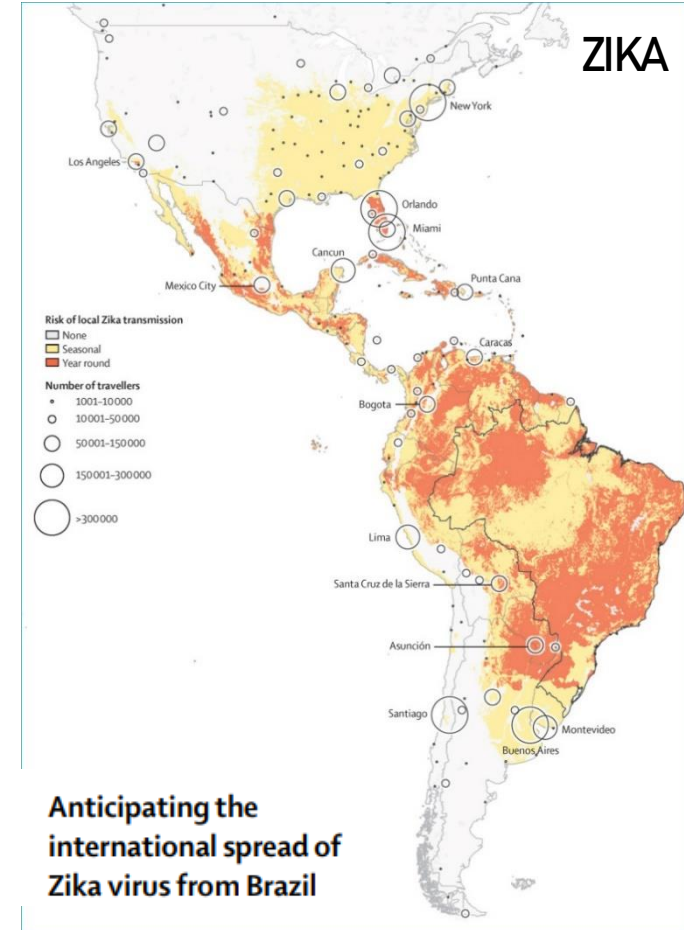 ZIKA
New York
Los Angeles
Orlando
Miami
Cancun
Mexico City
Punta Cana
Risk of local Zika transmission
None
Seasonal
Year round
Caracas
Number of travellers
1001–10 000
10 001–50 000
50 001–150 000
150 001–300 000
>300 000
Bogota
Lima
Santa Cruz de la Sierra
Asunción
Santiago
Montevideo
Buenos Aires
Anticipating the
international spread of
Zika virus from Brazil